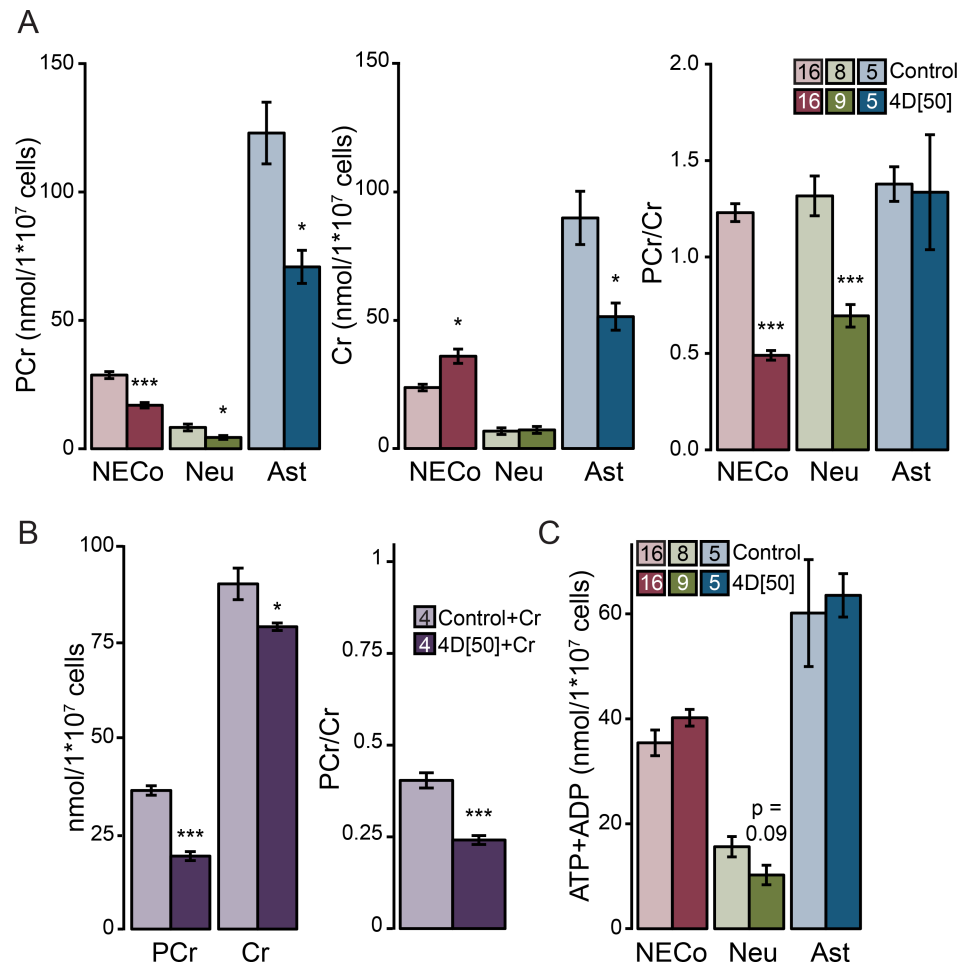 A
PCr (nmol/1*10⁷ cells)
150
100
50
0
***
*
*
NECo Neu Ast
Cr (nmol/1*10⁷ cells)
150
100
50
0
*
*
NECo Neu Ast
PCr/Cr
2.0
1.5
1.0
0.5
0.0
16 8 5 Control
16 9 5 4D[50]
***
***
NECo Neu Ast
B
nmol/1*10⁷ cells
100
75
50
25
0
***
*
PCr Cr
PCr/Cr
1
0.75
0.5
0.25
0
4 Control+Cr
4 4D[50]+Cr
***
C
ATP+ADP (nmol/1*10⁷ cells)
60
40
20
0
16 8 5 Control
16 9 5 4D[50]
p =
0.09
NECo Neu Ast